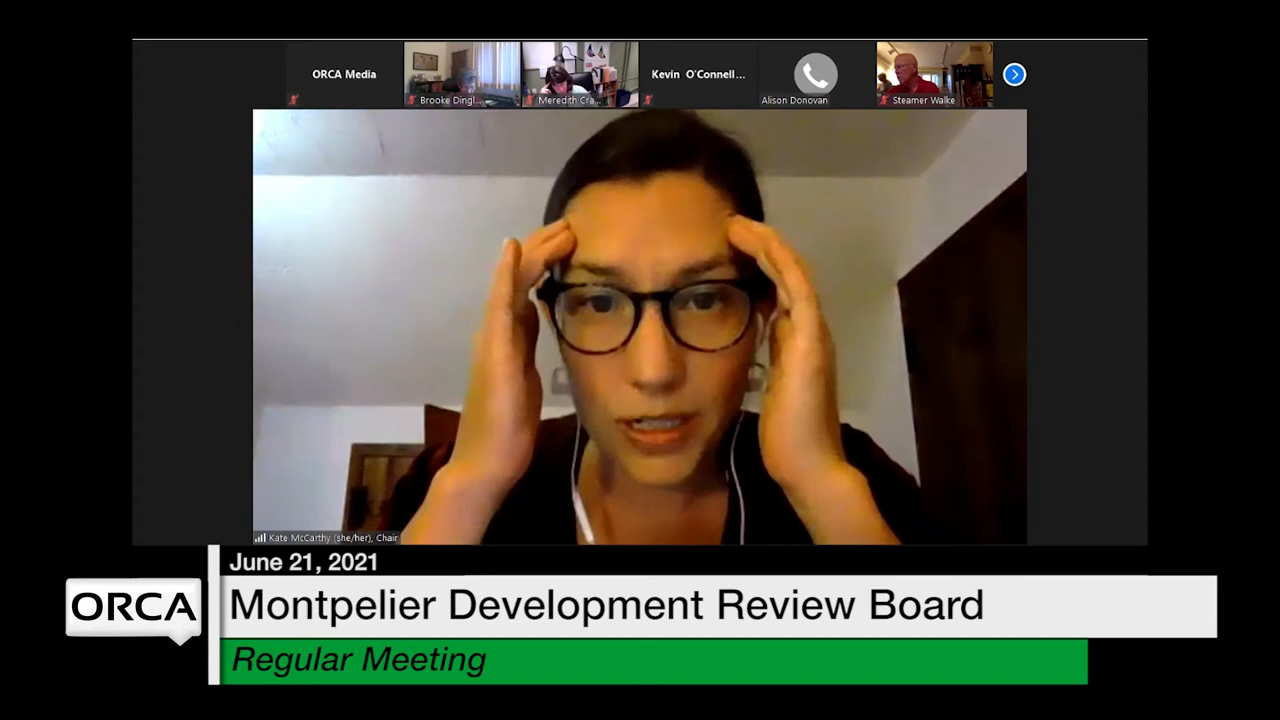 ORCA Media
Brooke Dingl...
Meredith Cra...
Kevin O'Connell...
Alison Donovan
Steamer Walke
Kate McCarthy (she/her), Chair
June 21, 2021
ORCA
Montpelier Development Review Board
Regular Meeting